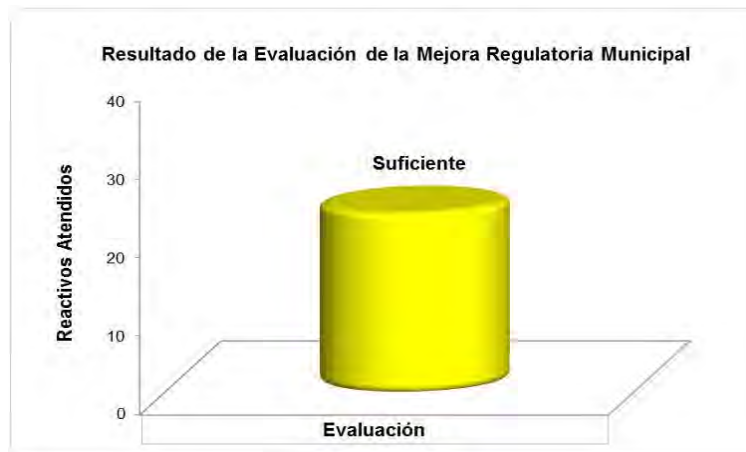 Resultado de la Evaluación de la Mejora Regulatoria Municipal
40
Suficiente
30
20
10
0
Reactivos Atendidos
Evaluación